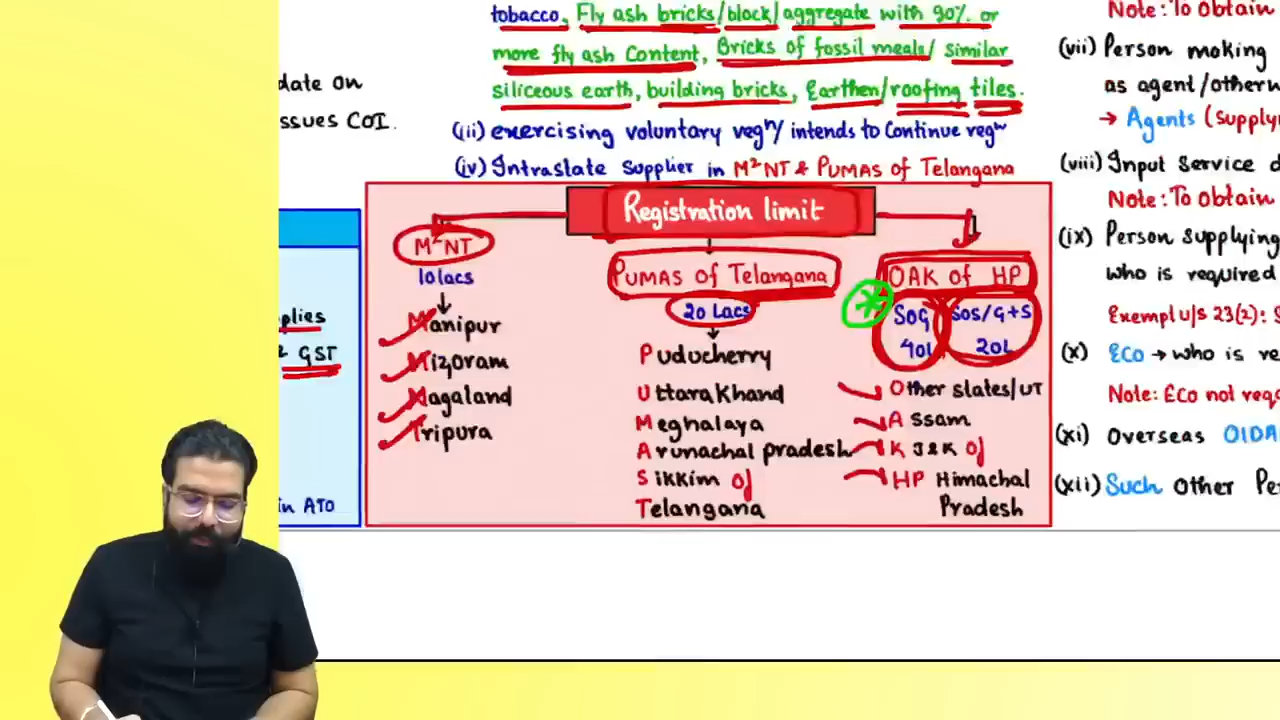 tobacco, Fly ash bricks/block/aggregate with 90% or
more fly ash Content, Bricks of fossil meals/ similar
siliceous earth, building bricks, Earthen/roofing tiles.
(iii) exercising voluntary regⁿ/ intends to Continue regⁿ
(iv) Intrastate Supplier in M²NT & PUMAS of Telangana
date on
ssues COI.
plies
2 GST
in ATO
Registration limit
M²NT
10lacs
Manipur
Mizoram
Nagaland
Tripura
PUMAS of Telangana
20 Lacs
Puducherry
UttaraKhand
Meghalaya
Arunachal pradesh
Sikkim of
Telangana
OAK of HP
SOG
40L
SOS/G+S
20L
Other states/UT
Assam
K J&K of
HP Himachal
Pradesh
Note: To Obtain
(vii) Person making
as agent/otherw
→ Agents (supplyi
(viii) Input Service d
Note: To Obtain
(ix) Person Supplying
who is required
Exempt u/s 23(2): S
(x) ECO → who is re
Note: ECO not requ
(xi) Overseas OIDA
(xii) Such Other Pe